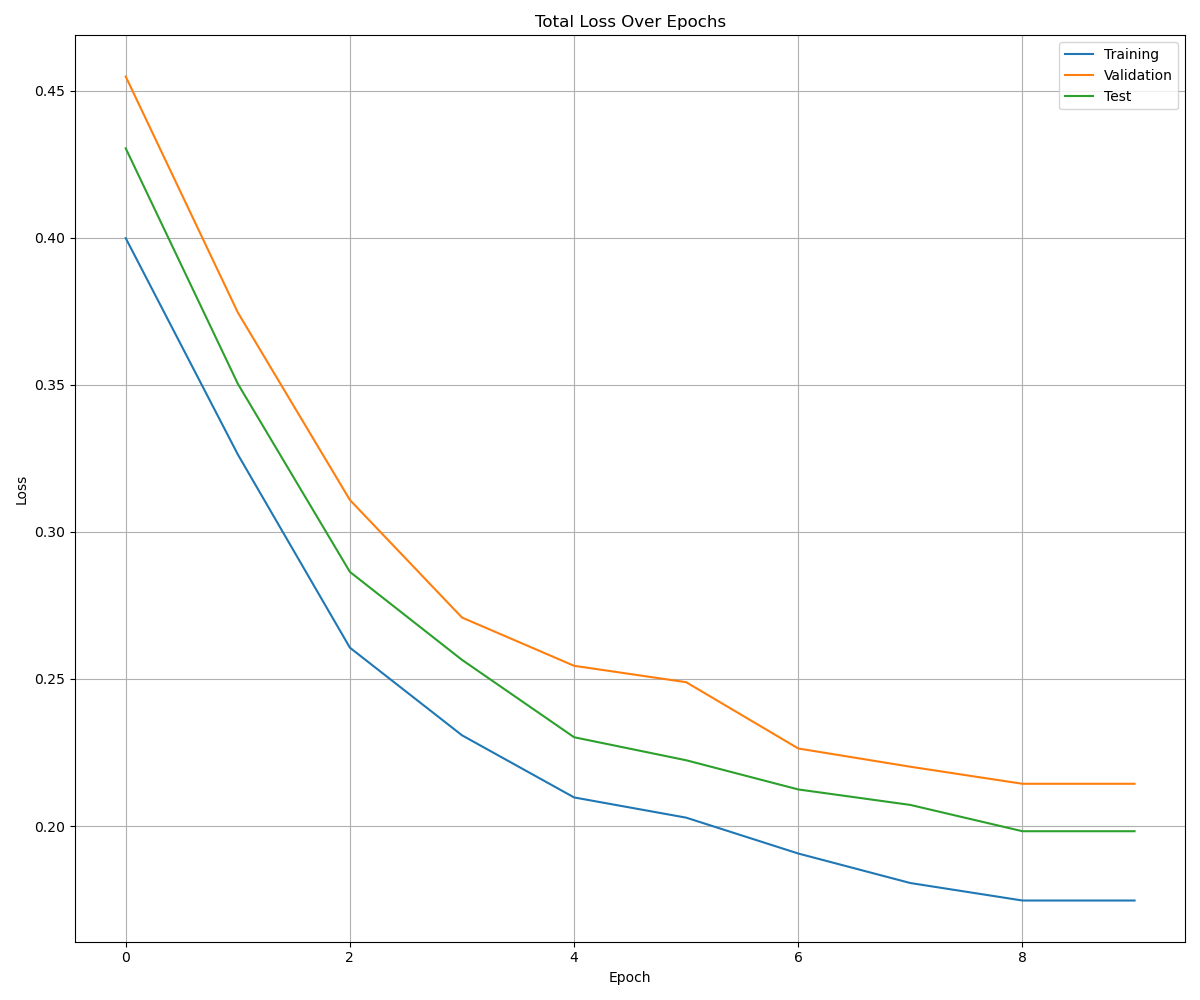 Total Loss Over Epochs
Training
Validation
Test
0.45
0.40
0.35
0.30
0.25
0.20
Loss
0 2 4 6 8
Epoch